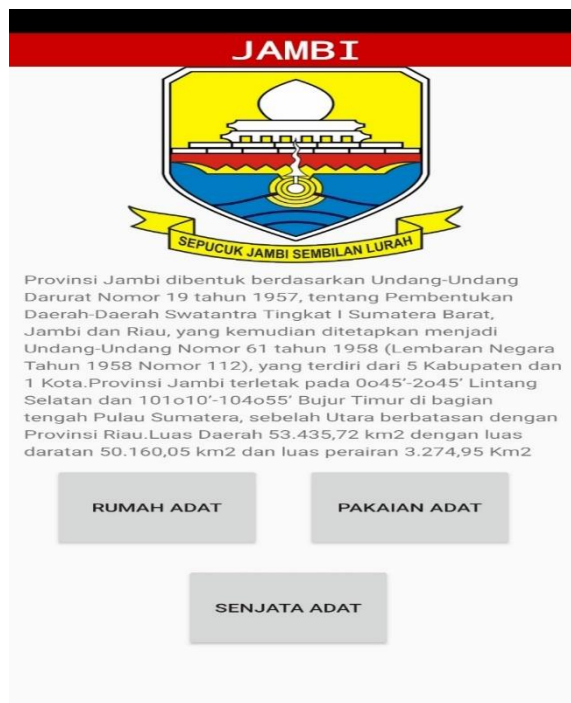 JAMBI
SEPUCUK JAMBI SEMBILAN LURAH
Provinsi Jambi dibentuk berdasarkan Undang-Undang
Darurat Nomor 19 tahun 1957, tentang Pembentukan
Daerah-Daerah Swatantra Tingkat I Sumatera Barat,
Jambi dan Riau, yang kemudian ditetapkan menjadi
Undang-Undang Nomor 61 tahun 1958 (Lembaran Negara
Tahun 1958 Nomor 112), yang terdiri dari 5 Kabupaten dan
1 Kota.Provinsi Jambi terletak pada 0o45’-2o45’ Lintang
Selatan dan 101o10’-104o55’ Bujur Timur di bagian
tengah Pulau Sumatera, sebelah Utara berbatasan dengan
Provinsi Riau.Luas Daerah 53.435,72 km2 dengan luas
daratan 50.160,05 km2 dan luas perairan 3.274,95 Km2
RUMAH ADAT
PAKAIAN ADAT
SENJATA ADAT